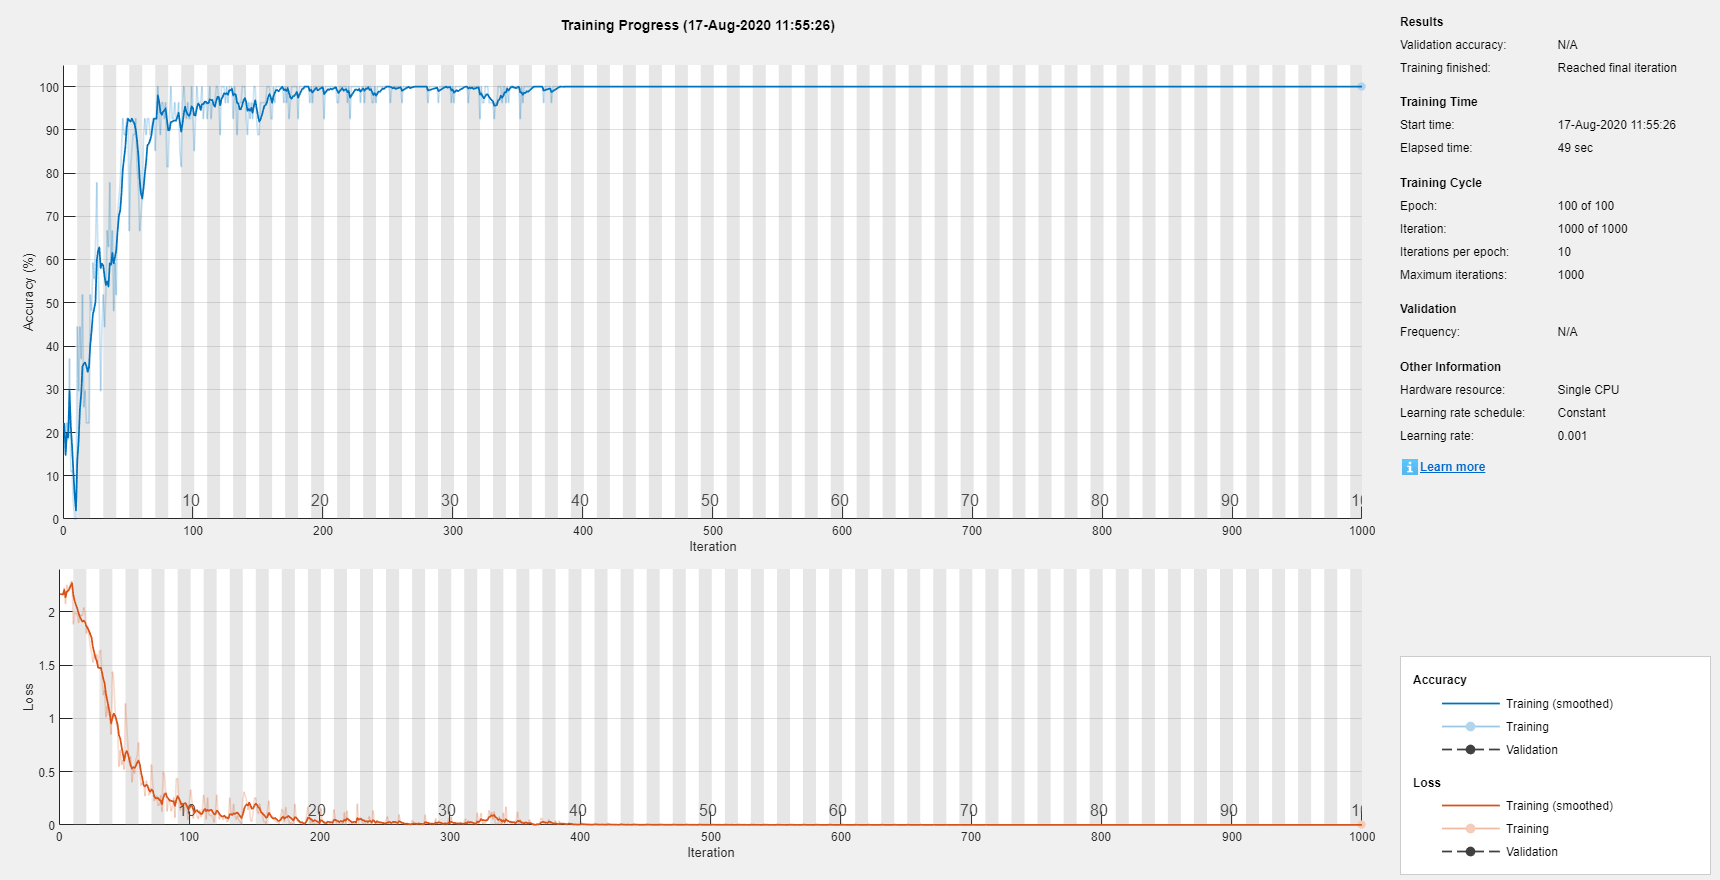 Training Progress (17-Aug-2020 11:55:26)
Accuracy (%)
100
90
80
70
60
50
40
30
20
10
0
10 20 30 40 50 60 70 80 90 10
0 100 200 300 400 500 600 700 800 900 1000
Iteration
Loss
2
1.5
1
0.5
0
10 20 30 40 50 60 70 80 90 10
0 100 200 300 400 500 600 700 800 900 1000
Iteration
Results
Validation accuracy: N/A
Training finished: Reached final iteration
Training Time
Start time: 17-Aug-2020 11:55:26
Elapsed time: 49 sec
Training Cycle
Epoch: 100 of 100
Iteration: 1000 of 1000
Iterations per epoch: 10
Maximum iterations: 1000
Validation
Frequency: N/A
Other Information
Hardware resource: Single CPU
Learning rate schedule: Constant
Learning rate: 0.001
i Learn more
Accuracy
Training (smoothed)
Training
Validation
Loss
Training (smoothed)
Training
Validation